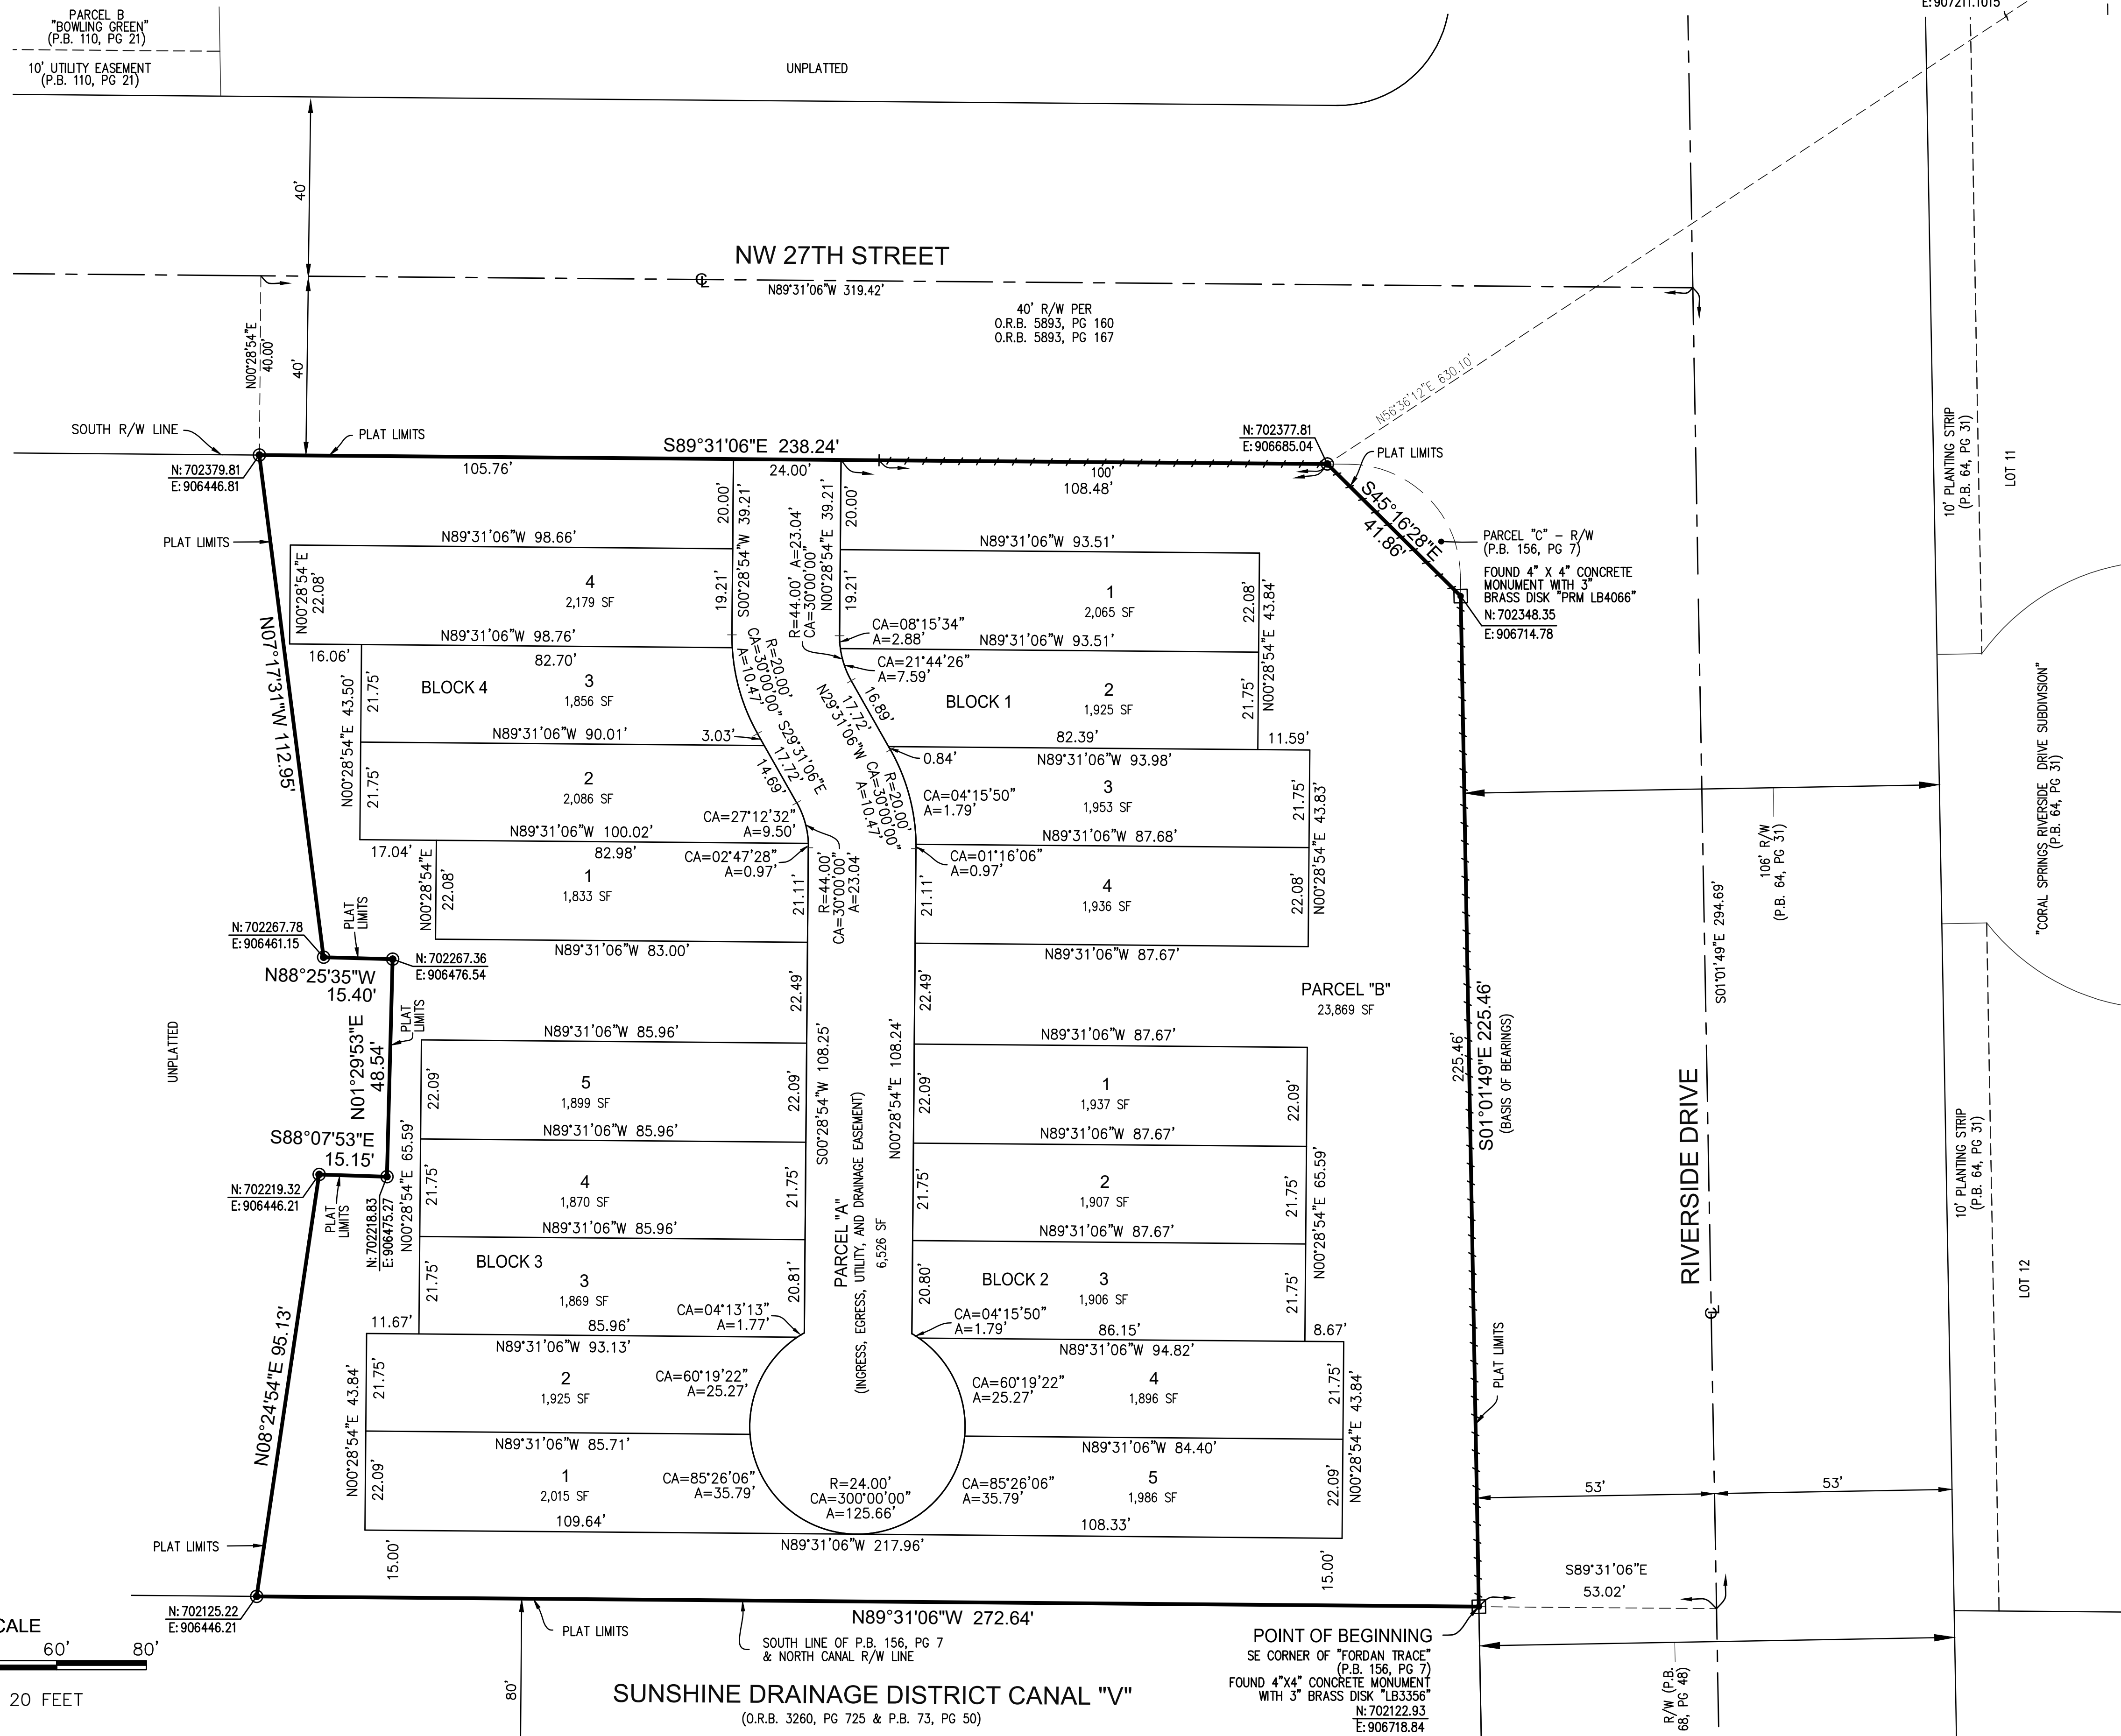 PARCEL B
"BOWLING GREEN"
(P.B. 110, PG 21)
10' UTILITY EASEMENT
(P.B. 110, PG 21)
UNPLATTED
E: 907211.1015
40'
NW 27TH STREET
℄
N89°31'06"W 319.42'
40' R/W PER
O.R.B. 5893, PG 160
O.R.B. 5893, PG 167
N00°28'54"E
40.00'
40'
N56°36'12"E 630.10'
SOUTH R/W LINE
PLAT LIMITS
S89°31'06"E 238.24'
N: 702377.81
E: 906685.04
PLAT LIMITS
N: 702379.81
E: 906446.81
105.76'
24.00'
100'
108.48'
S45°16'28"E
41.86'
PARCEL "C" - R/W
(P.B. 156, PG 7)
FOUND 4" X 4" CONCRETE
MONUMENT WITH 3"
BRASS DISK "PRM LB4066"
N: 702348.35
E: 906714.78
PLAT LIMITS
N07°17'31"W 112.95'
20.00'
S00°28'54"W 39.21'
19.21'
R=44.00' A=23.04'
CA=30°00'00"
N00°28'54"E 39.21'
20.00'
19.21'
N89°31'06"W 98.66'
N00°28'54"E
22.08'
4
2,179 SF
N89°31'06"W 98.76'
N89°31'06"W 93.51'
1
2,065 SF
22.08'
N00°28'54"E 43.84'
CA=08°15'34"
A=2.88'
N89°31'06"W 93.51'
16.06'
82.70'
BLOCK 4
3
1,856 SF
21.75'
N00°28'54"E 43.50'
R=20.00'
CA=30°00'00"
A=10.47'
CA=21°44'26"
A=7.59'
16.89'
17.72'
N29°31'06"W
BLOCK 1
2
1,925 SF
21.75'
N89°31'06"W 90.01'
3.03'
S29°31'06"E
17.72'
14.69'
82.39'
11.59'
0.84'
N89°31'06"W 93.98'
21.75'
2
2,086 SF
CA=27°12'32"
A=9.50'
R=20.00'
CA=30°00'00"
A=10.47'
CA=04°15'50"
A=1.79'
3
1,953 SF
21.75'
N00°28'54"E 43.83'
N89°31'06"W 100.02'
N89°31'06"W 87.68'
17.04'
82.98'
CA=02°47'28"
A=0.97'
CA=01°16'06"
A=0.97'
N00°28'54"E
22.08'
1
1,833 SF
21.11'
R=44.00'
CA=30°00'00"
A=23.04'
21.11'
4
1,936 SF
22.08'
N89°31'06"W 83.00'
N89°31'06"W 87.67'
N: 702267.78
E: 906461.15
PLAT
LIMITS
N: 702267.36
E: 906476.54
N88°25'35"W
15.40'
22.49'
22.49'
PARCEL "B"
23,869 SF
UNPLATTED
N01°29'53"E
48.54'
PLAT
LIMITS
N89°31'06"W 85.96'
N89°31'06"W 87.67'
22.09'
5
1,899 SF
22.09'
S00°28'54"W 108.25'
N00°28'54"E 108.24'
22.09'
1
1,937 SF
22.09'
N89°31'06"W 85.96'
N89°31'06"W 87.67'
S88°07'53"E
15.15'
N: 702219.32
E: 906446.21
PLAT
LIMITS
N: 702218.83
E: 906475.27
N00°28'54"E 65.59'
21.75'
4
1,870 SF
21.75'
21.75'
2
1,907 SF
21.75'
N00°28'54"E 65.59'
N89°31'06"W 85.96'
N89°31'06"W 87.67'
BLOCK 3
21.75'
3
1,869 SF
20.81'
PARCEL "A"
(INGRESS, EGRESS, UTILITY, AND DRAINAGE EASEMENT)
6,526 SF
20.80'
BLOCK 2
3
1,906 SF
21.75'
CA=04°13'13"
A=1.77'
CA=04°15'50"
A=1.79'
11.67'
85.96'
86.15'
8.67'
N89°31'06"W 93.13'
N89°31'06"W 94.82'
N08°24'54"E 95.13'
N00°28'54"E 43.84'
21.75'
2
1,925 SF
CA=60°19'22"
A=25.27'
CA=60°19'22"
A=25.27'
4
1,896 SF
21.75'
N00°28'54"E 43.84'
N89°31'06"W 85.71'
N89°31'06"W 84.40'
22.09'
1
2,015 SF
CA=85°26'06"
A=35.79'
R=24.00'
CA=300°00'00"
A=125.66'
CA=85°26'06"
A=35.79'
5
1,986 SF
22.09'
109.64'
108.33'
N89°31'06"W 217.96'
PLAT LIMITS
15.00'
15.00'
N: 702125.22
E: 906446.21
N89°31'06"W 272.64'
PLAT LIMITS
SOUTH LINE OF P.B. 156, PG 7
& NORTH CANAL R/W LINE
80'
SUNSHINE DRAINAGE DISTRICT CANAL "V"
(O.R.B. 3260, PG 725 & P.B. 73, PG 50)
POINT OF BEGINNING
SE CORNER OF "FORDAN TRACE"
(P.B. 156, PG 7)
FOUND 4"X4" CONCRETE MONUMENT
WITH 3" BRASS DISK "LB3356"
N: 702122.93
E: 906718.84
225.46'
S01°01'49"E 225.46'
(BASIS OF BEARINGS)
PLAT LIMITS
RIVERSIDE DRIVE
℄
S01°01'49"E 294.69'
106' R/W
(P.B. 64, PG 31)
53'
53'
S89°31'06"E
53.02'
R/W (P.B.
68, PG 48)
10' PLANTING STRIP
(P.B. 64, PG 31)
LOT 11
"CORAL SPRINGS RIVERSIDE DRIVE SUBDIVISION"
(P.B. 64, PG 31)
10' PLANTING STRIP
(P.B. 64, PG 31)
LOT 12
CALE
60'
80'
20 FEET